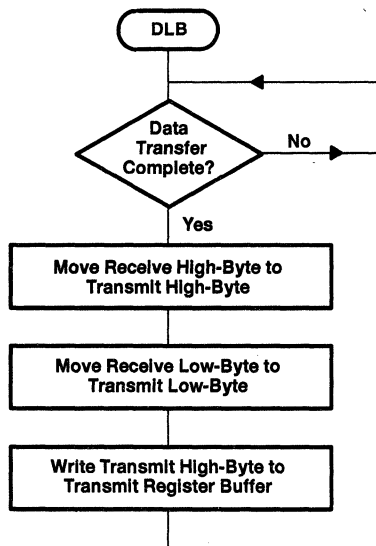 DLB
Data
Transfer
Complete?
No
Yes
Move Receive High-Byte to
Transmit High-Byte
Move Receive Low-Byte to
Transmit Low-Byte
Write Transmit High-Byte to
Transmit Register Buffer